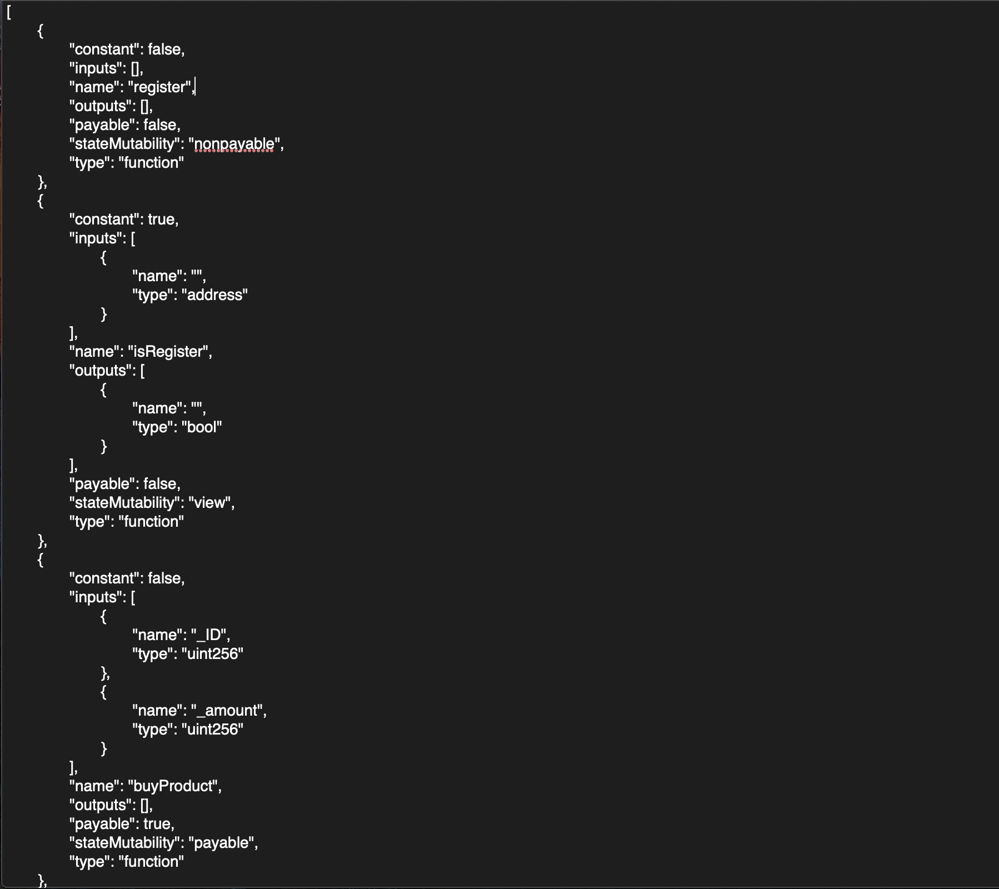 [
{
"constant": false,
"inputs": [],
"name": "register",
"outputs": [],
"payable": false,
"stateMutability": "nonpayable",
"type": "function"
},
{
"constant": true,
"inputs": [
{
"name": "",
"type": "address"
}
],
"name": "isRegister",
"outputs": [
{
"name": "",
"type": "bool"
}
],
"payable": false,
"stateMutability": "view",
"type": "function"
},
{
"constant": false,
"inputs": [
{
"name": "_ID",
"type": "uint256"
},
{
"name": "_amount",
"type": "uint256"
}
],
"name": "buyProduct",
"outputs": [],
"payable": true,
"stateMutability": "payable",
"type": "function"
},